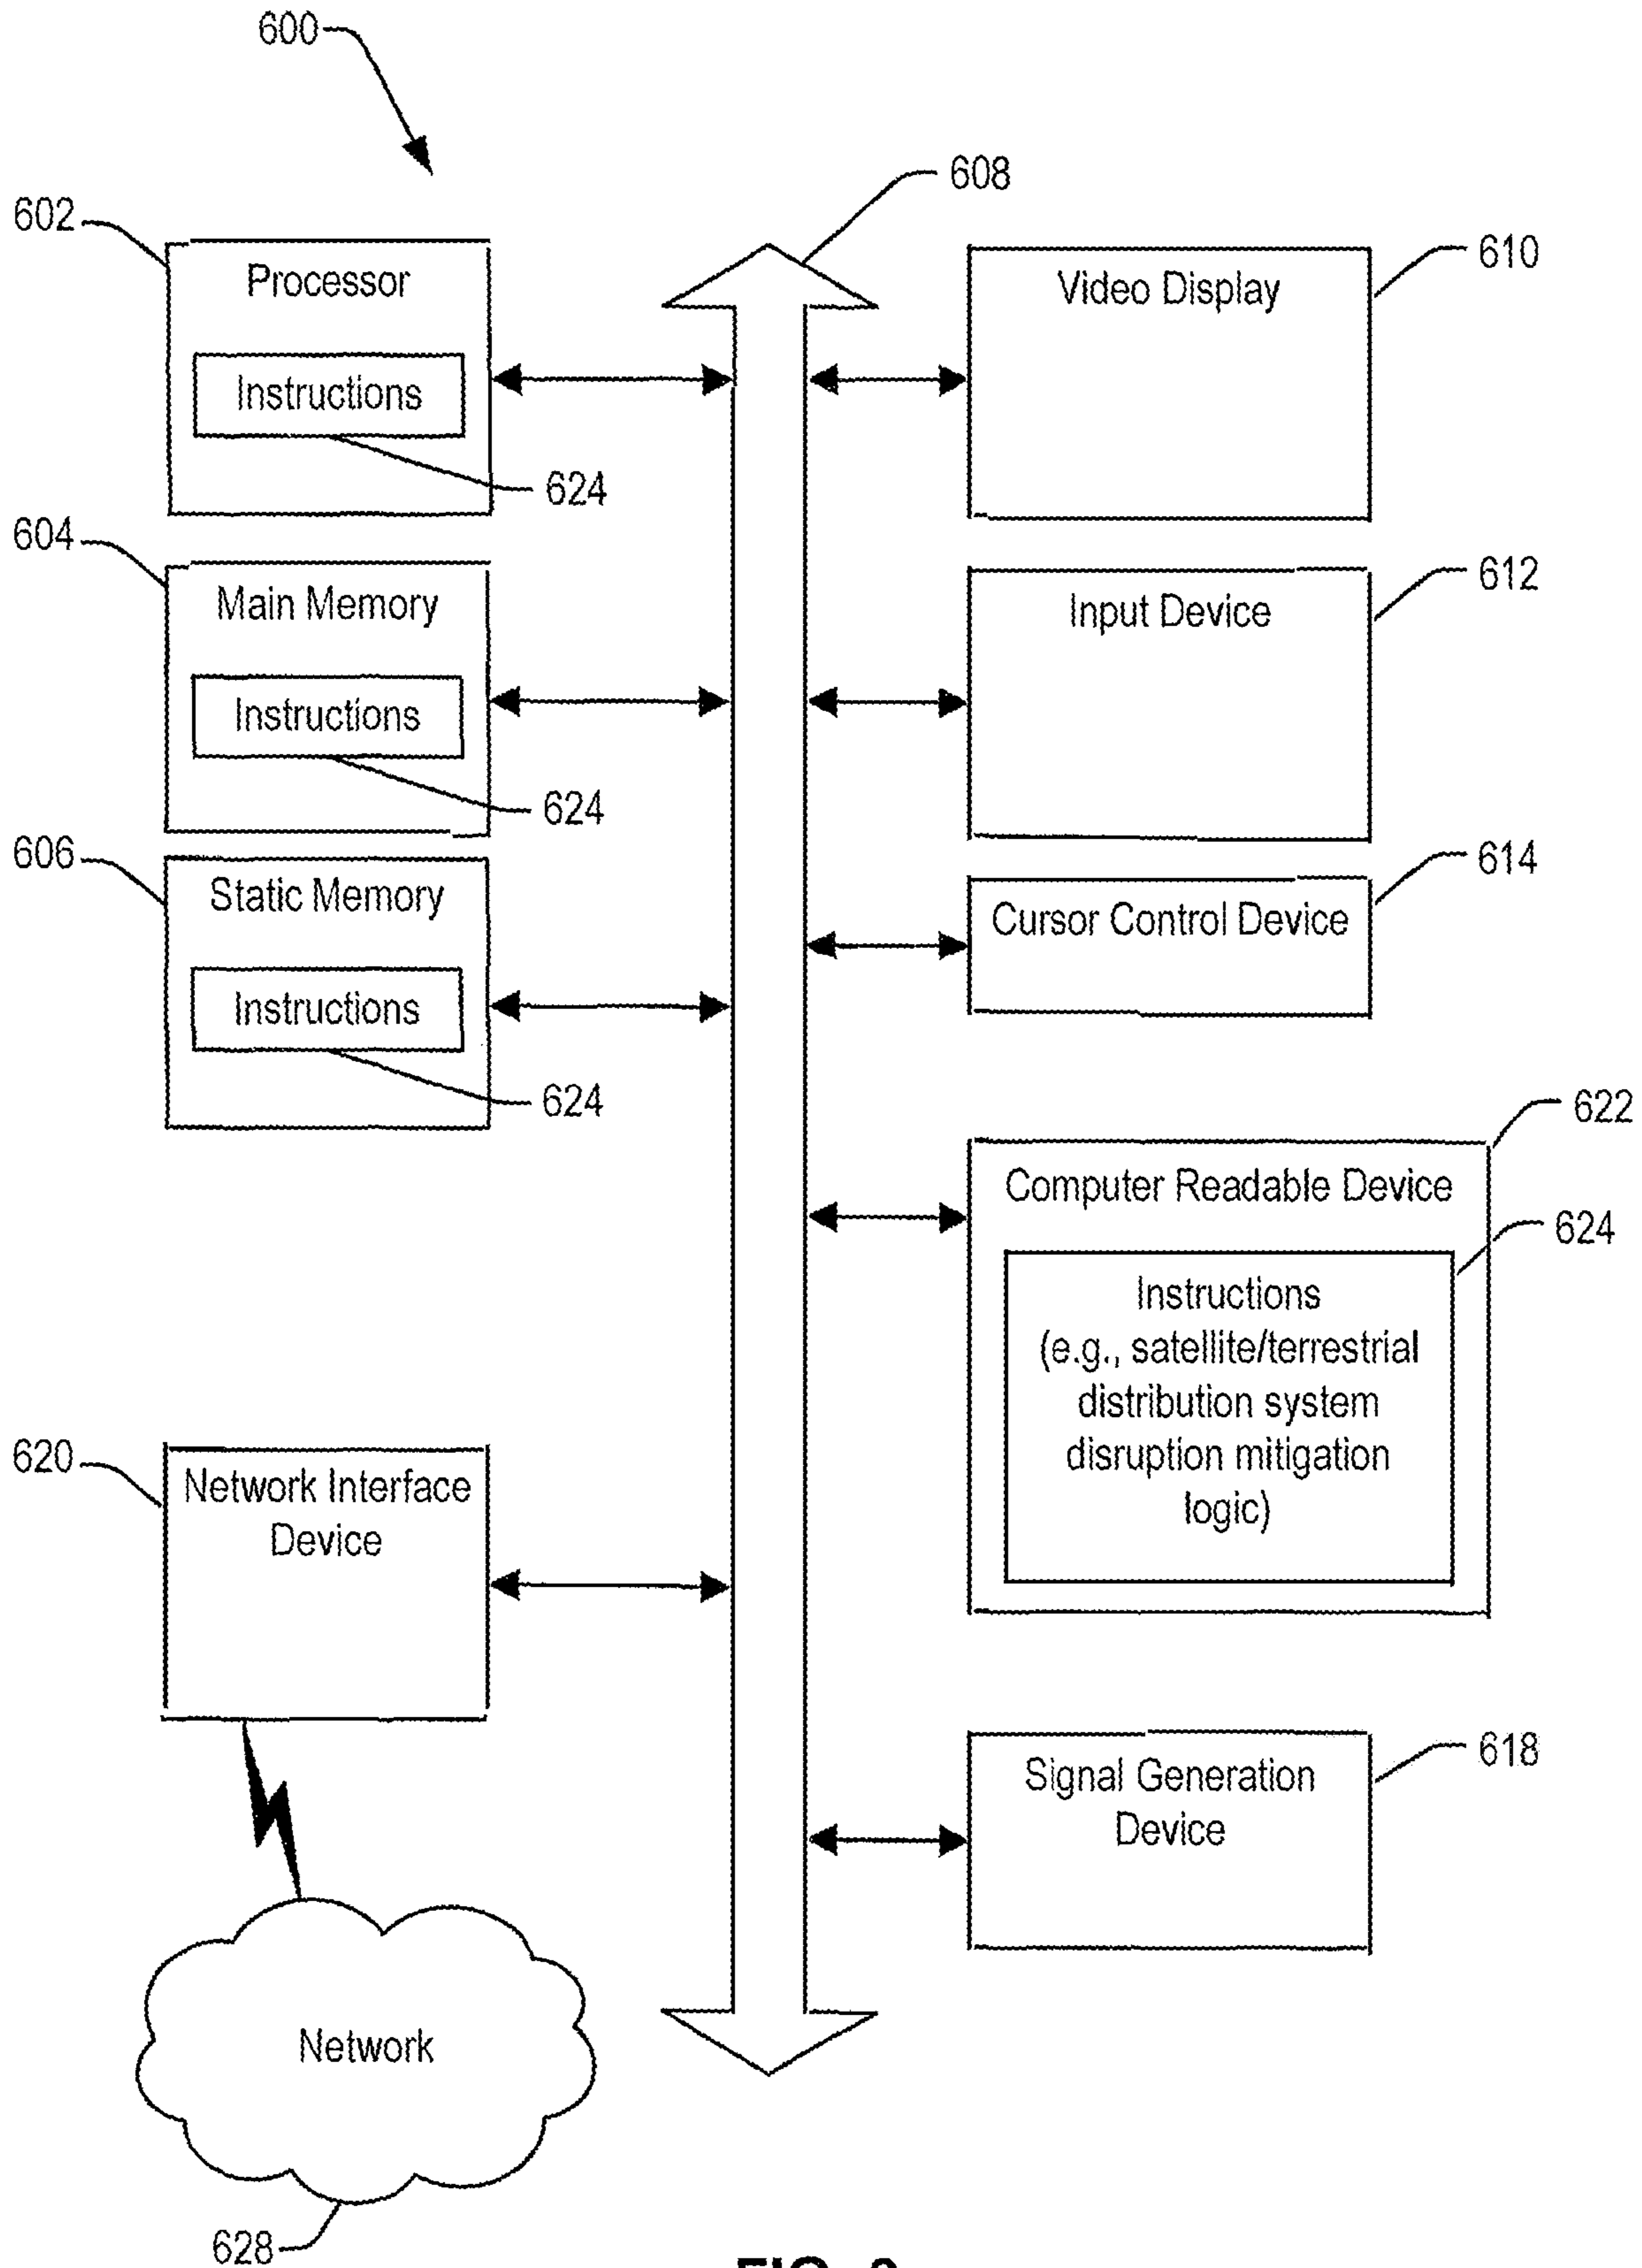 600
608
602
Processor
Instructions
624
610
Video Display
604
Main Memory
Instructions
624
612
Input Device
606
Static Memory
Instructions
624
614
Cursor Control Device
622
Computer Readable Device
624
Instructions
(e.g., satellite/terrestrial
distribution system
disruption mitigation
logic)
620
Network Interface
Device
618
Signal Generation
Device
Network
628
FIG.